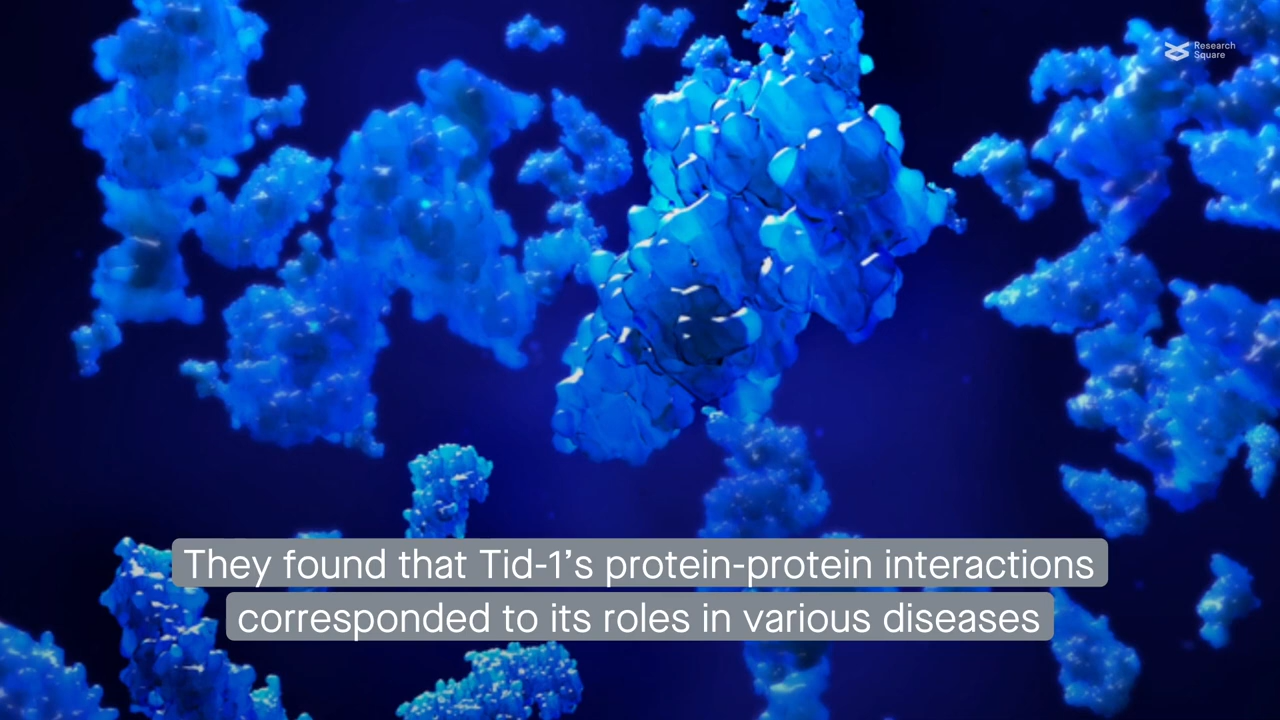 Research
Square
They found that Tid-1’s protein-protein interactions
corresponded to its roles in various diseases